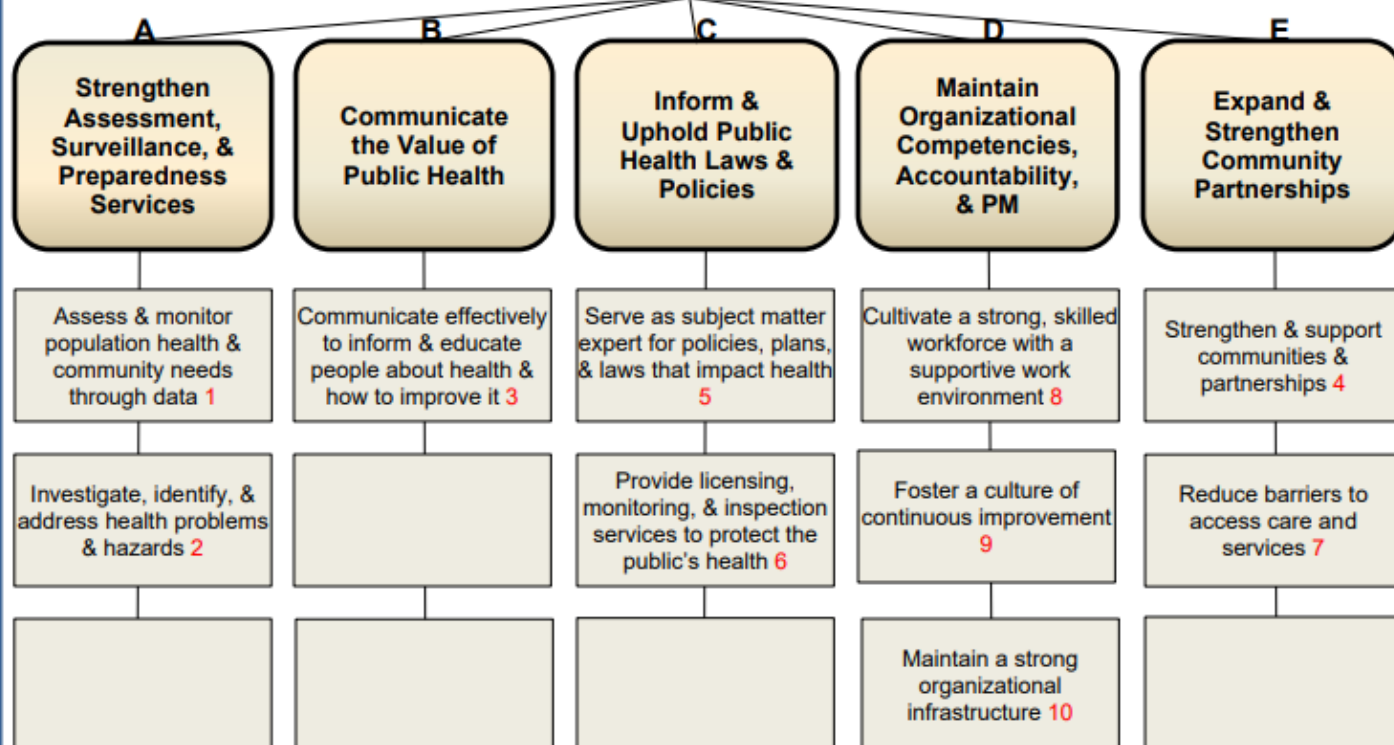 A
Strengthen
Assessment,
Surveillance, &
Preparedness
Services
Assess & monitor
population health &
community needs
through data 1
Investigate, identify, &
address health problems
& hazards 2
B
Communicate
the Value of
Public Health
Communicate effectively
to inform & educate
people about health &
how to improve it 3
C
Inform &
Uphold Public
Health Laws &
Policies
Serve as subject matter
expert for policies, plans,
& laws that impact health
5
Provide licensing,
monitoring, & inspection
services to protect the
public's health 6
D
Maintain
Organizational
Competencies,
Accountability,
& PM
Cultivate a strong, skilled
workforce with a
supportive work
environment 8
Foster a culture of
continuous improvement
9
Maintain a strong
organizational
infrastructure 10
E
Expand &
Strengthen
Community
Partnerships
Strengthen & support
communities &
partnerships 4
Reduce barriers to
access care and
services 7